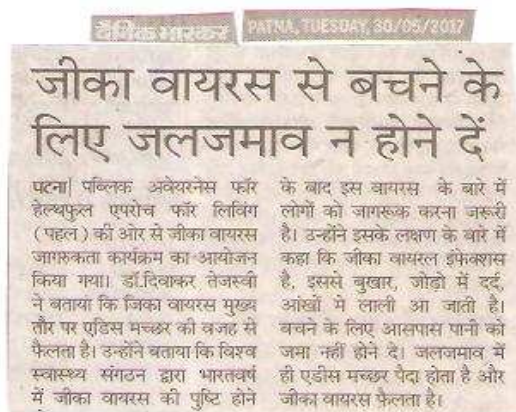 दैनिक भास्कर
PATNA, TUESDAY, 30/05/2017
जीका वायरस से बचने के
लिए जलजमाव न होने दें
पटना| पब्लिक अवेयरनेस फॉर
हेल्थफुल एपरोच फॉर लिविंग
(पहल) की ओर से जीका वायरस
जागरुकता कार्यक्रम का आयोजन
किया गया। डॉ.दिवाकर तेजस्वी
ने बताया कि जिका वायरस मुख्य
तौर पर एडिस मच्छर की वजह से
फैलता है। उन्होंने बताया कि विश्व
स्वास्थ्य संगठन द्वारा भारतवर्ष
में जीका वायरस की पुष्टि होने
के बाद इस वायरस के बारे में
लोगों को जागरूक करना जरूरी
है। उन्होंने इसके लक्षण के बारे में
कहा कि जीका वायरल इंफेक्शस
है, इससे बुखार, जोड़ो में दर्द,
आंखों मे लाली आ जाती है।
बचने के लिए आसपास पानी को
जमा नहीं होने दे। जलजमाव में
ही एडीस मच्छर पैदा होता है और
जीका वायरस फैलता है।